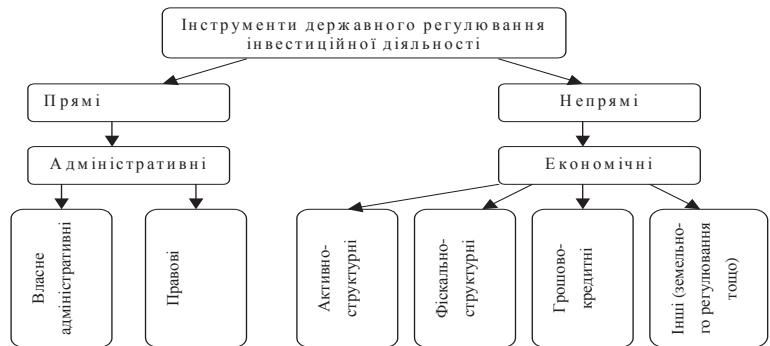 Інструменти державного регулювання
інвестиційної діяльності
Прямі
Непрямі
Адміністративні
Економічні
Власне
адміністративні
Правові
Активно-
структурні
Фіскально-
структурні
Грошово-
кредитні
Інші (земельно-
го регулювання
тощо)